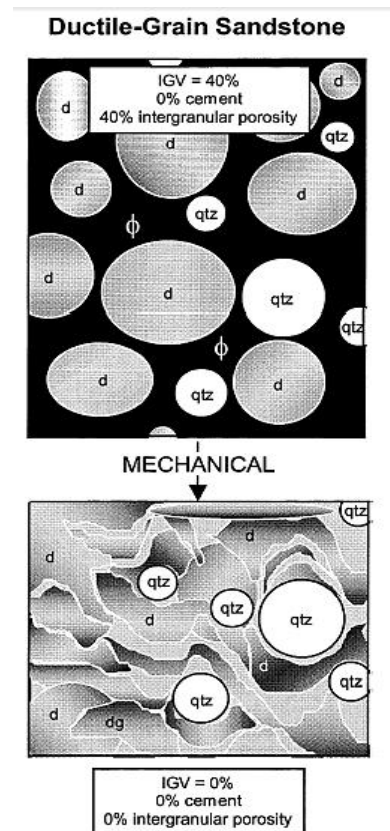 Ductile-Grain Sandstone
IGV = 40%
0% cement
40% intergranular porosity
d
d
d
qtz
d
qtz
d
ϕ
d
d
qtz
qtz
ϕ
d
qtz
d
MECHANICAL
qtz
d
d
qtz
d
qtz
qtz
d
qtz
qtz
d
dg
IGV = 0%
0% cement
0% intergranular porosity